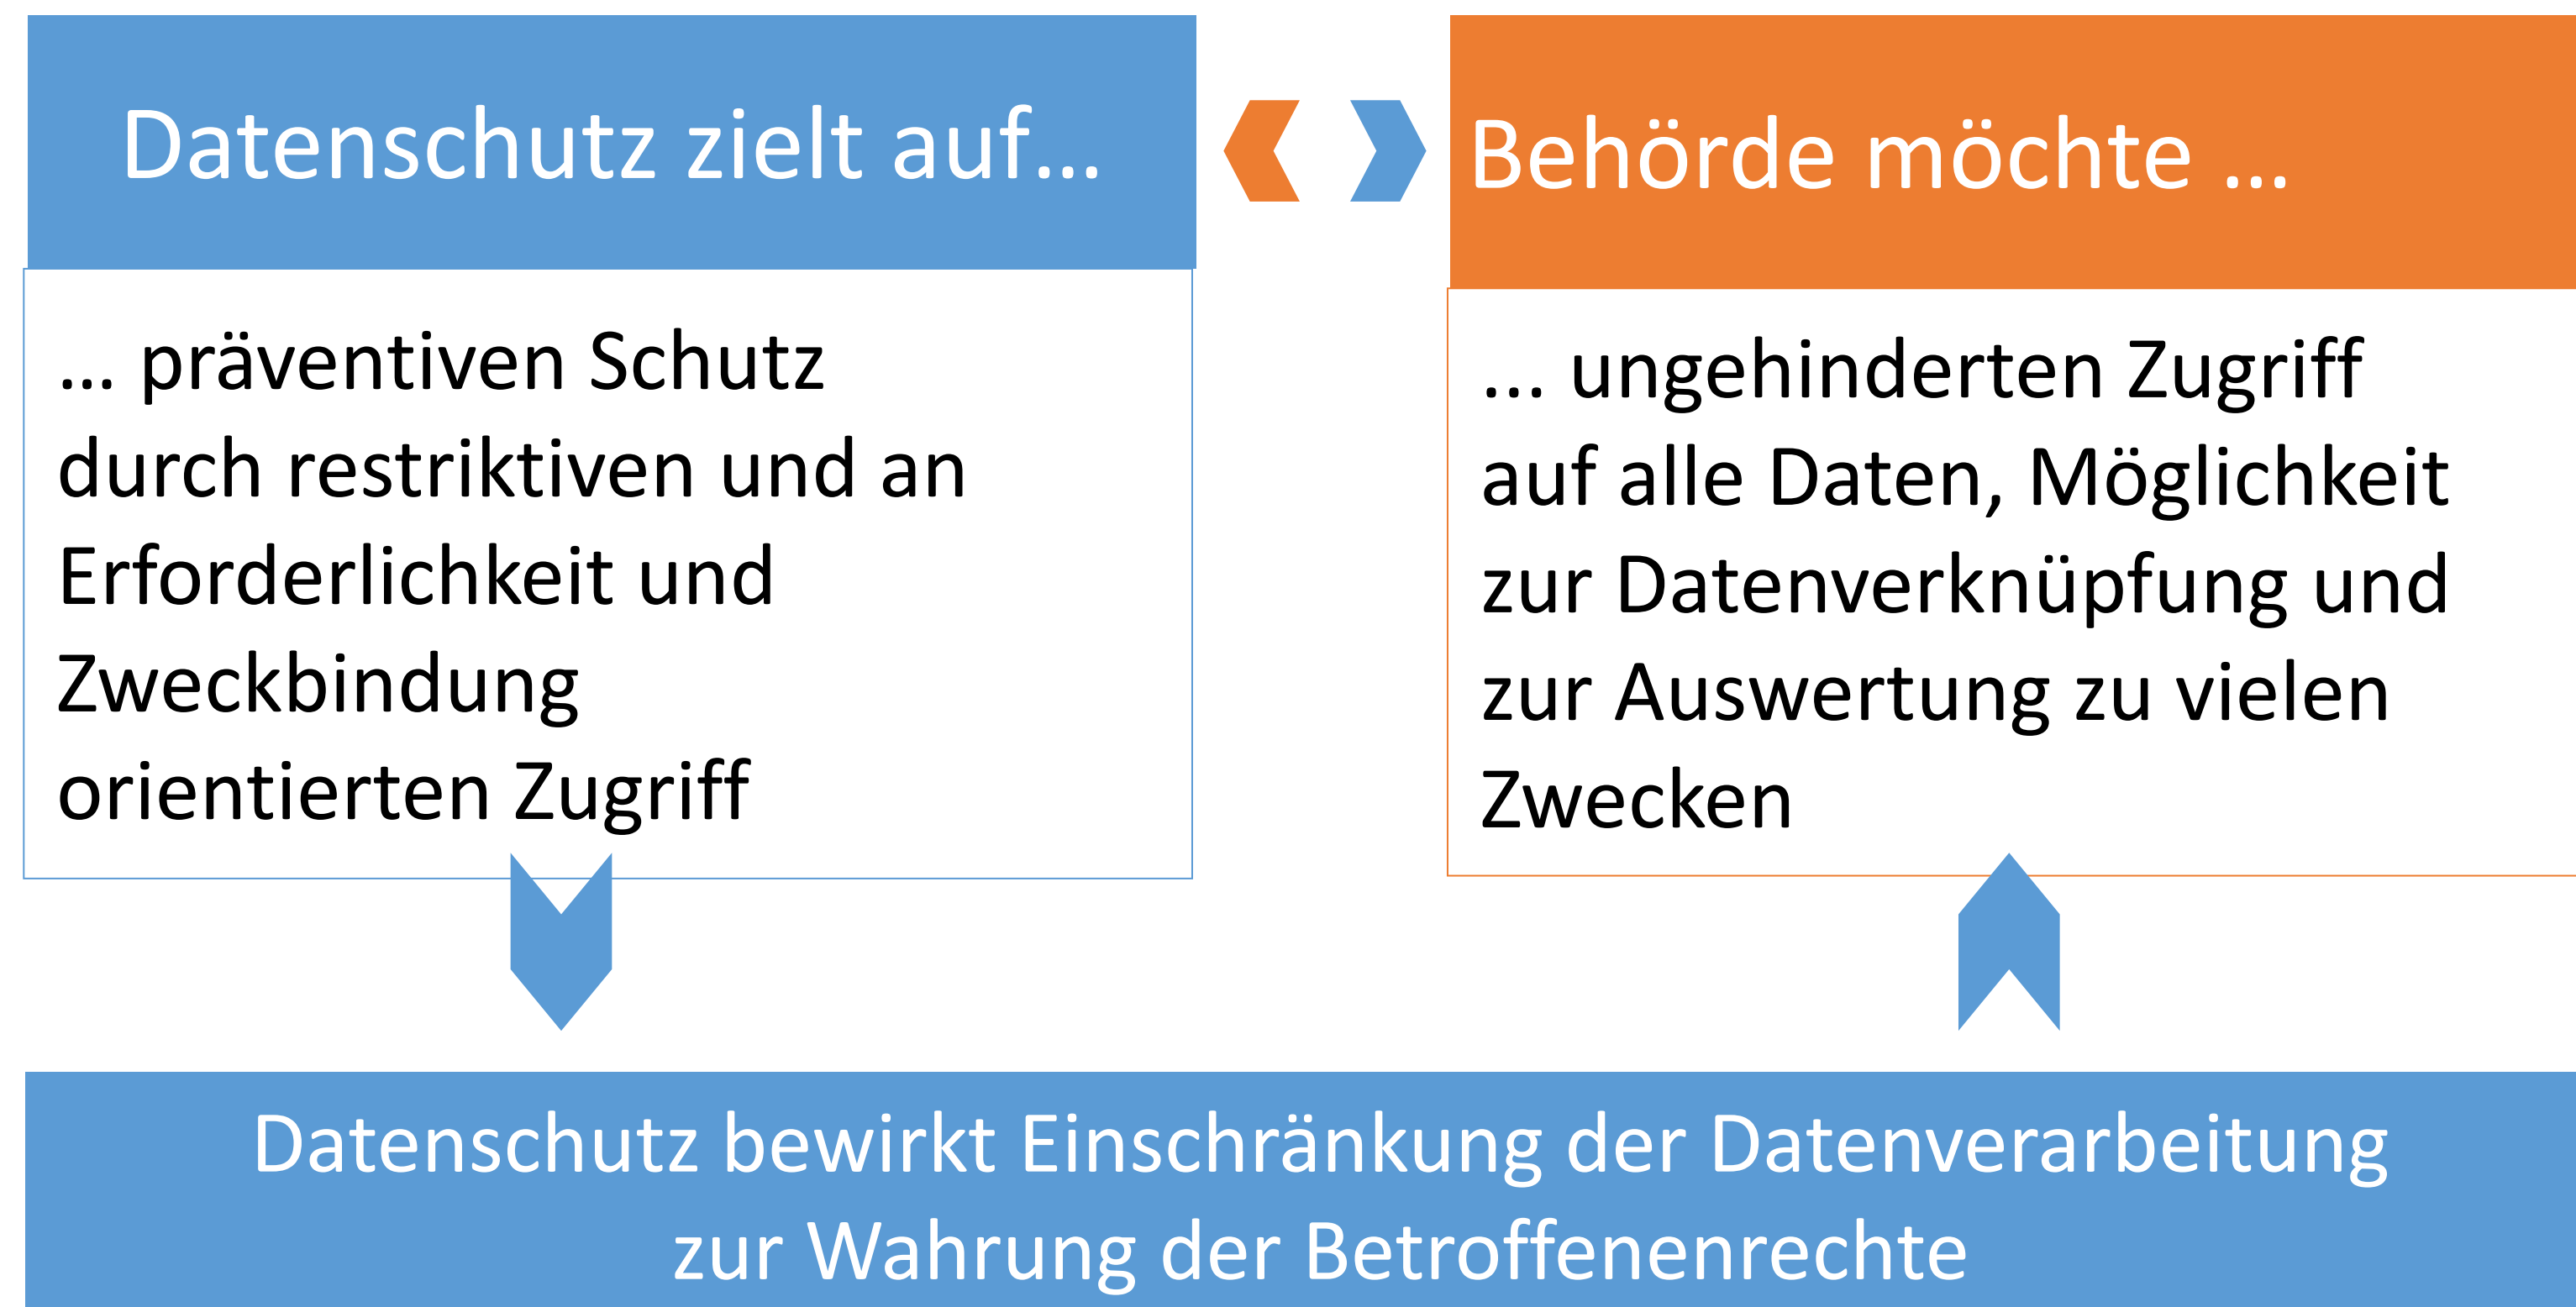 Datenschutz zielt auf…
… präventiven Schutz
durch restriktiven und an
Erforderlichkeit und
Zweckbindung
orientierten Zugriff
Behörde möchte …
... ungehinderten Zugriff
auf alle Daten, Möglichkeit
zur Datenverknüpfung und
zur Auswertung zu vielen
Zwecken
Datenschutz bewirkt Einschränkung der Datenverarbeitung
zur Wahrung der Betroffenenrechte